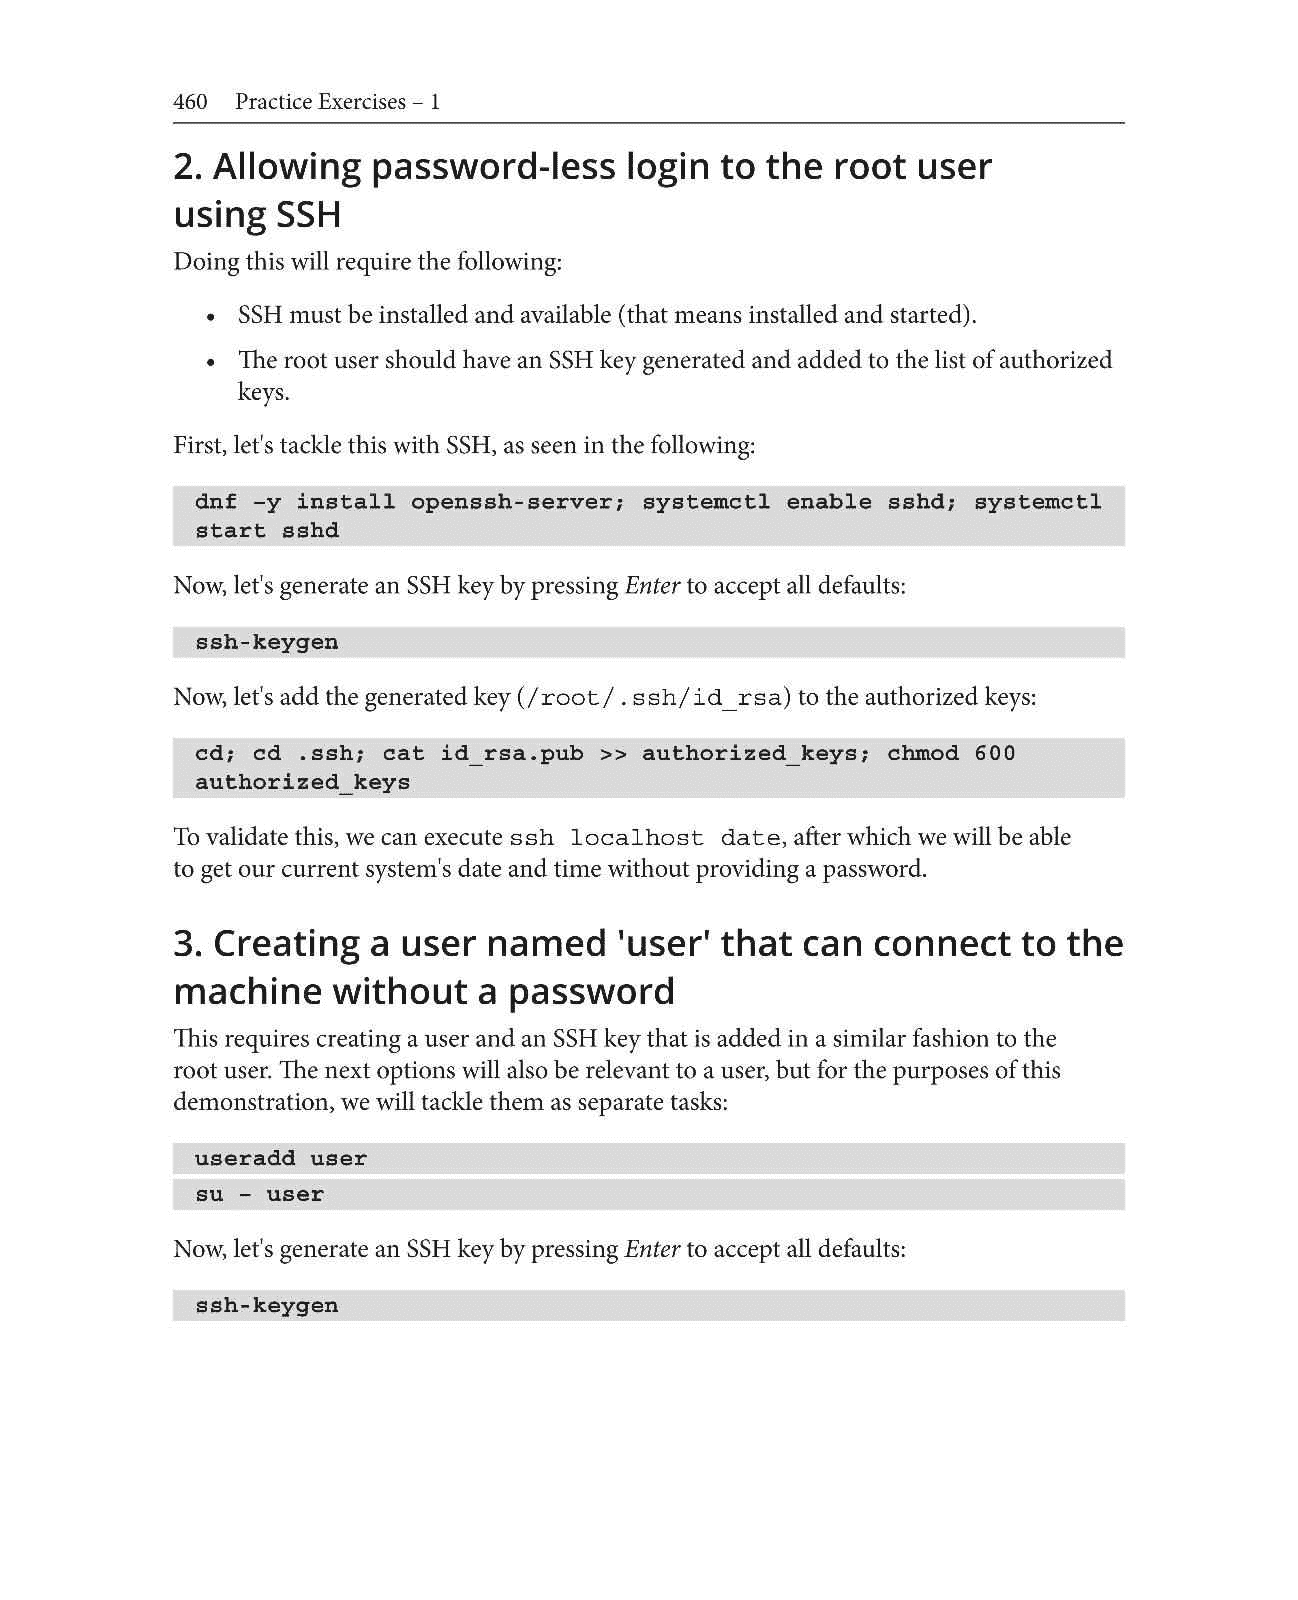 460 Practice Exercises – 1
2. Allowing password-less login to the root user
using SSH
Doing this will require the following:
• SSH must be installed and available (that means installed and started).
• The root user should have an SSH key generated and added to the list of authorized
keys.
First, let's tackle this with SSH, as seen in the following:
dnf –y install openssh-server; systemctl enable sshd; systemctl
start sshd
Now, let's generate an SSH key by pressing Enter to accept all defaults:
ssh-keygen
Now, let's add the generated key (/root/.ssh/id_rsa) to the authorized keys:
cd; cd .ssh; cat id_rsa.pub >> authorized_keys; chmod 600
authorized_keys
To validate this, we can execute ssh localhost date, after which we will be able
to get our current system's date and time without providing a password.
3. Creating a user named 'user' that can connect to the
machine without a password
This requires creating a user and an SSH key that is added in a similar fashion to the
root user. The next options will also be relevant to a user, but for the purposes of this
demonstration, we will tackle them as separate tasks:
useradd user
su – user
Now, let's generate an SSH key by pressing Enter to accept all defaults:
ssh-keygen